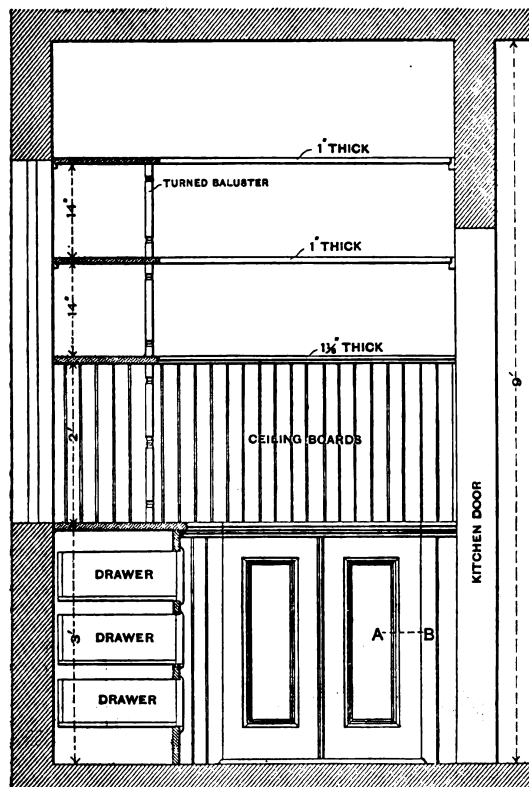 1" THICK
TURNED BALUSTER
14"
1" THICK
14"
1⅛" THICK
9'
CEILING BOARDS
2'
KITCHEN DOOR
DRAWER
DRAWER
A B
3'
DRAWER